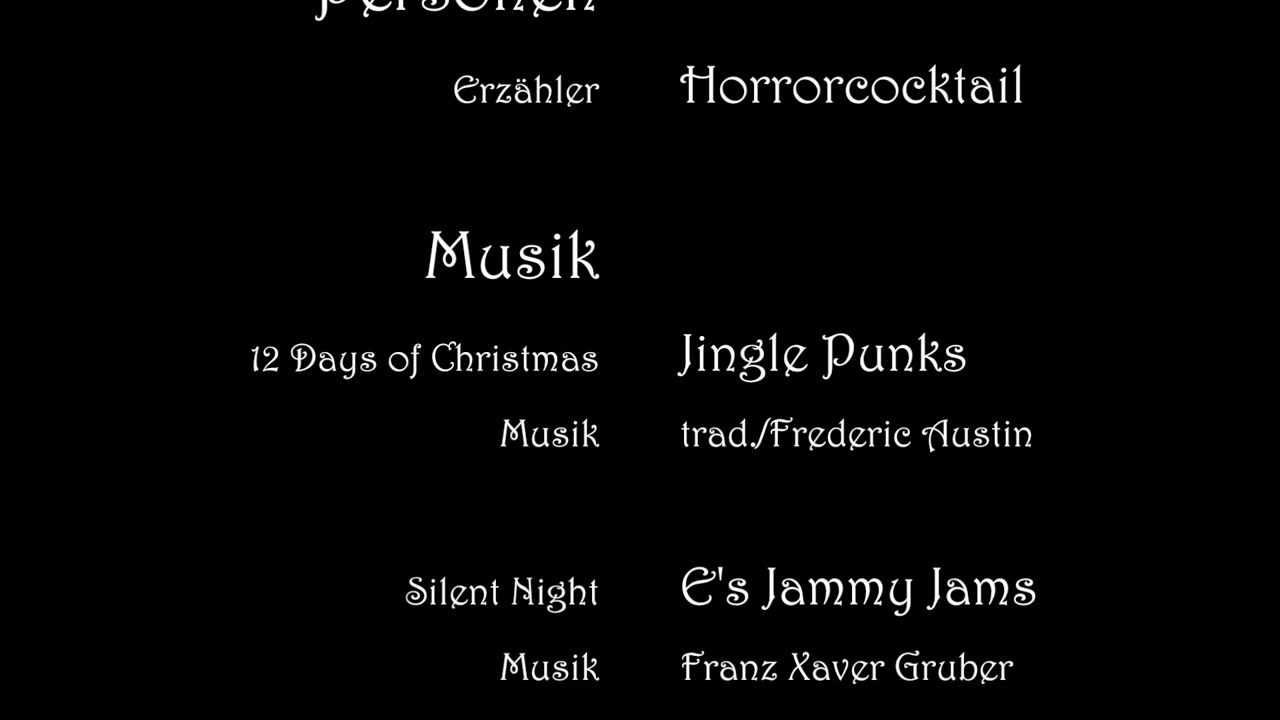 Personen
Erzähler Horrorcocktail
Musik
12 Days of Christmas Jingle Punks
Musik trad./Frederic Austin
Silent Night E's Jammy Jams
Musik Franz Xaver Gruber